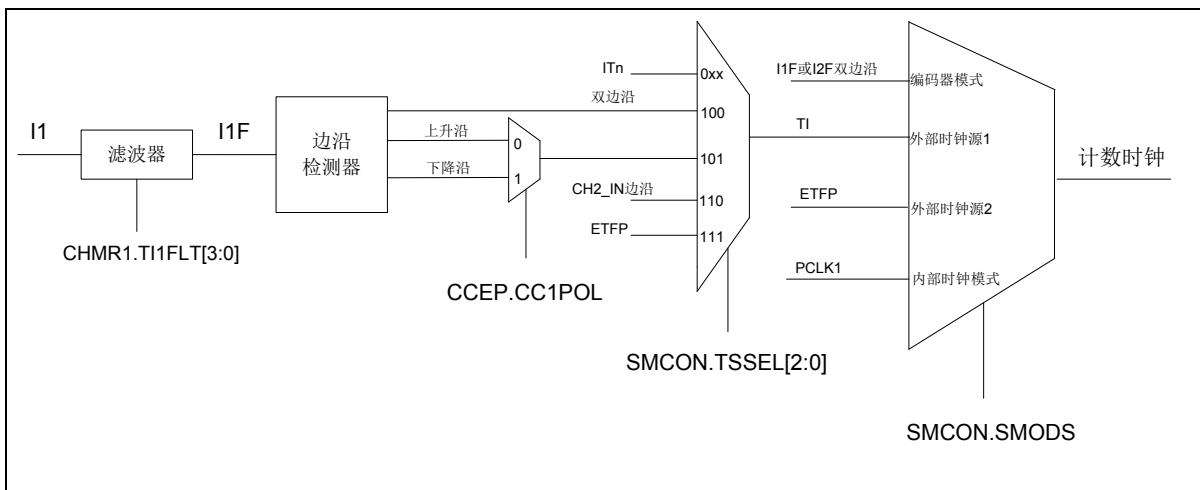 I1
滤波器
CHMR1.TI1FLT[3:0]
I1F
边沿
检测器
双边沿
上升沿
下降沿
0
1
CCEP.CC1POL
ITn
CH2_IN边沿
ETFP
0xx
100
101
110
111
SMCON.TSSEL[2:0]
I1F或I2F双边沿
TI
ETFP
PCLK1
编码器模式
外部时钟源1
外部时钟源2
内部时钟模式
SMCON.SMODS
计数时钟